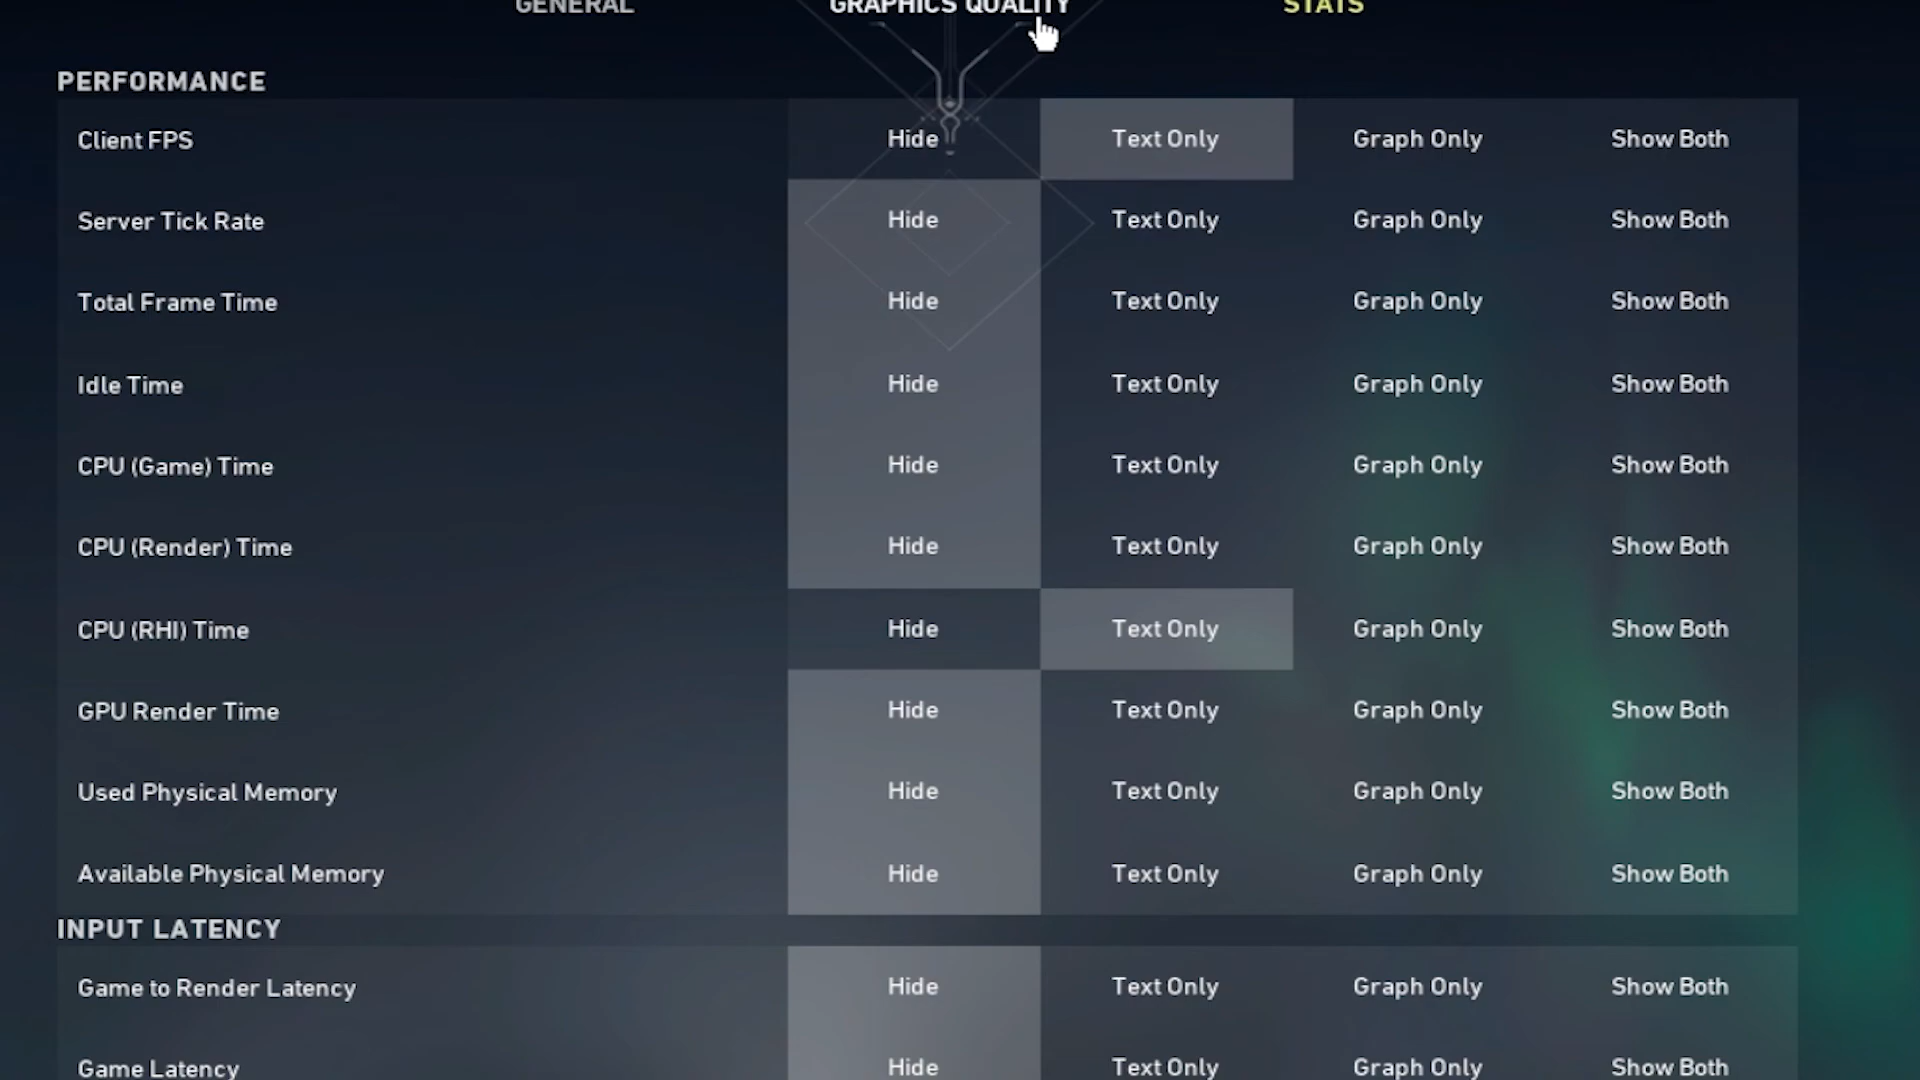 GENERAL GRAPHICS QUALITY STATS
PERFORMANCE
Client FPS Hide Text Only Graph Only Show Both
Server Tick Rate Hide Text Only Graph Only Show Both
Total Frame Time Hide Text Only Graph Only Show Both
Idle Time Hide Text Only Graph Only Show Both
CPU (Game) Time Hide Text Only Graph Only Show Both
CPU (Render) Time Hide Text Only Graph Only Show Both
CPU (RHI) Time Hide Text Only Graph Only Show Both
GPU Render Time Hide Text Only Graph Only Show Both
Used Physical Memory Hide Text Only Graph Only Show Both
Available Physical Memory Hide Text Only Graph Only Show Both
INPUT LATENCY
Game to Render Latency Hide Text Only Graph Only Show Both
Game Latency Hide Text Only Graph Only Show Both